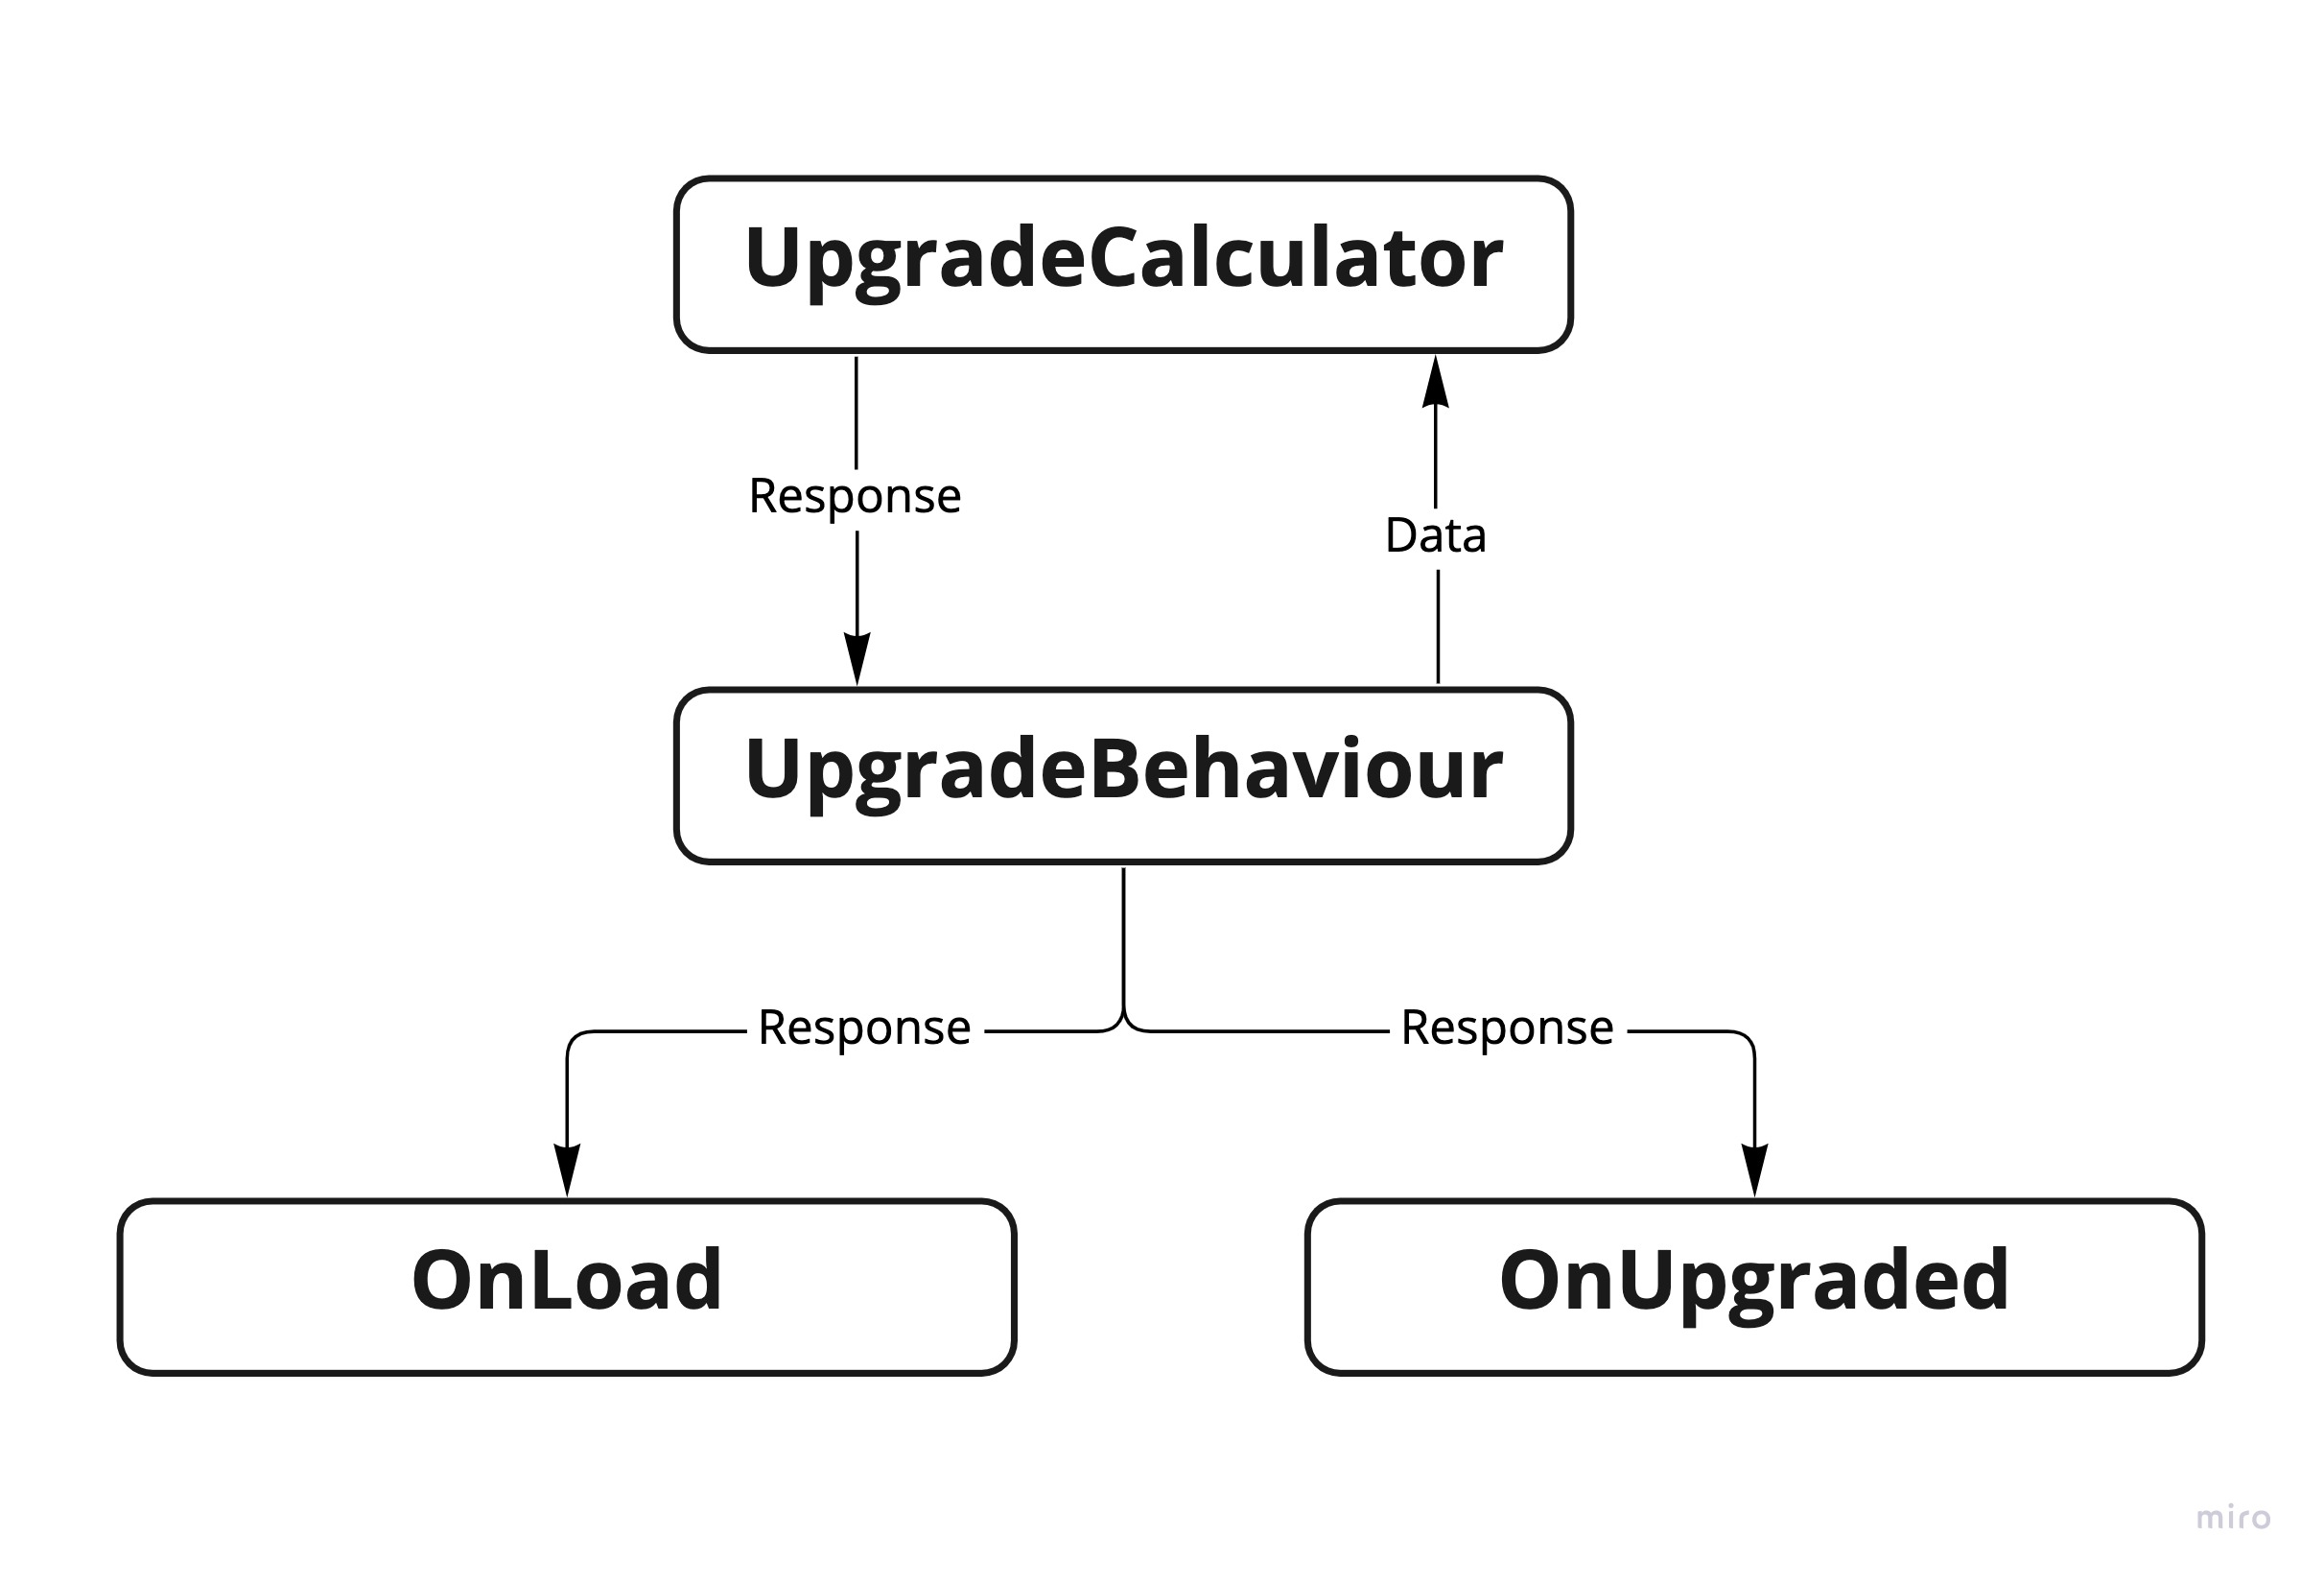 UpgradeCalculator
Response
Data
UpgradeBehaviour
Response
Response
OnLoad
OnUpgraded
miro